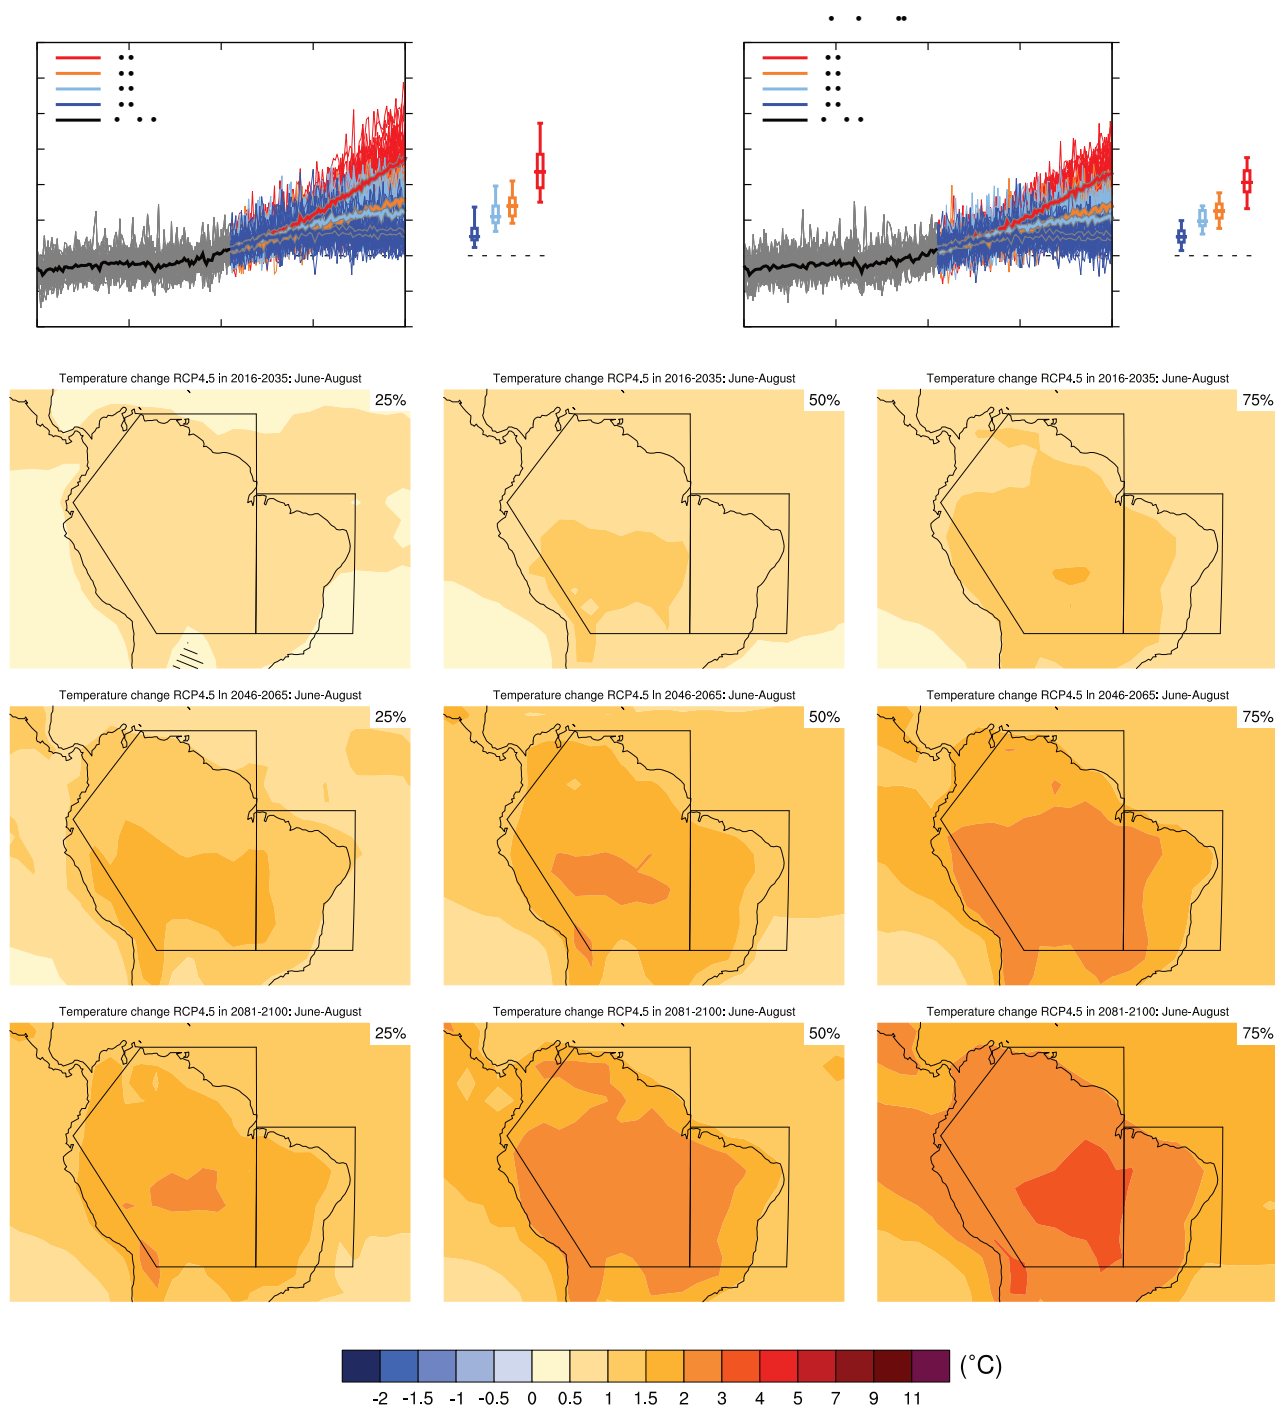 Temperature change RCP4.5 in 2016-2035: June-August
25%
Temperature change RCP4.5 in 2016-2035: June-August
50%
Temperature change RCP4.5 in 2016-2035: June-August
75%
Temperature change RCP4.5 in 2046-2065: June-August
25%
Temperature change RCP4.5 in 2046-2065: June-August
50%
Temperature change RCP4.5 in 2046-2065: June-August
75%
Temperature change RCP4.5 in 2081-2100: June-August
25%
Temperature change RCP4.5 in 2081-2100: June-August
50%
Temperature change RCP4.5 in 2081-2100: June-August
75%
(°C)
-2 -1.5 -1 -0.5 0 0.5 1 1.5 2 3 4 5 7 9 11